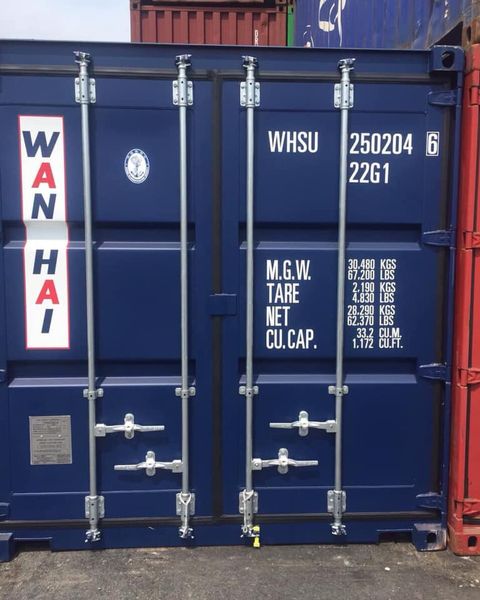 WAN HAI
WHSU 250204 6
22G1
M.G.W. 30.480 KGS
67.200 LBS
TARE 2.190 KGS
4.830 LBS
NET 28.290 KGS
62.370 LBS
CU.CAP. 33.2 CU.M.
1.172 CU.FT.